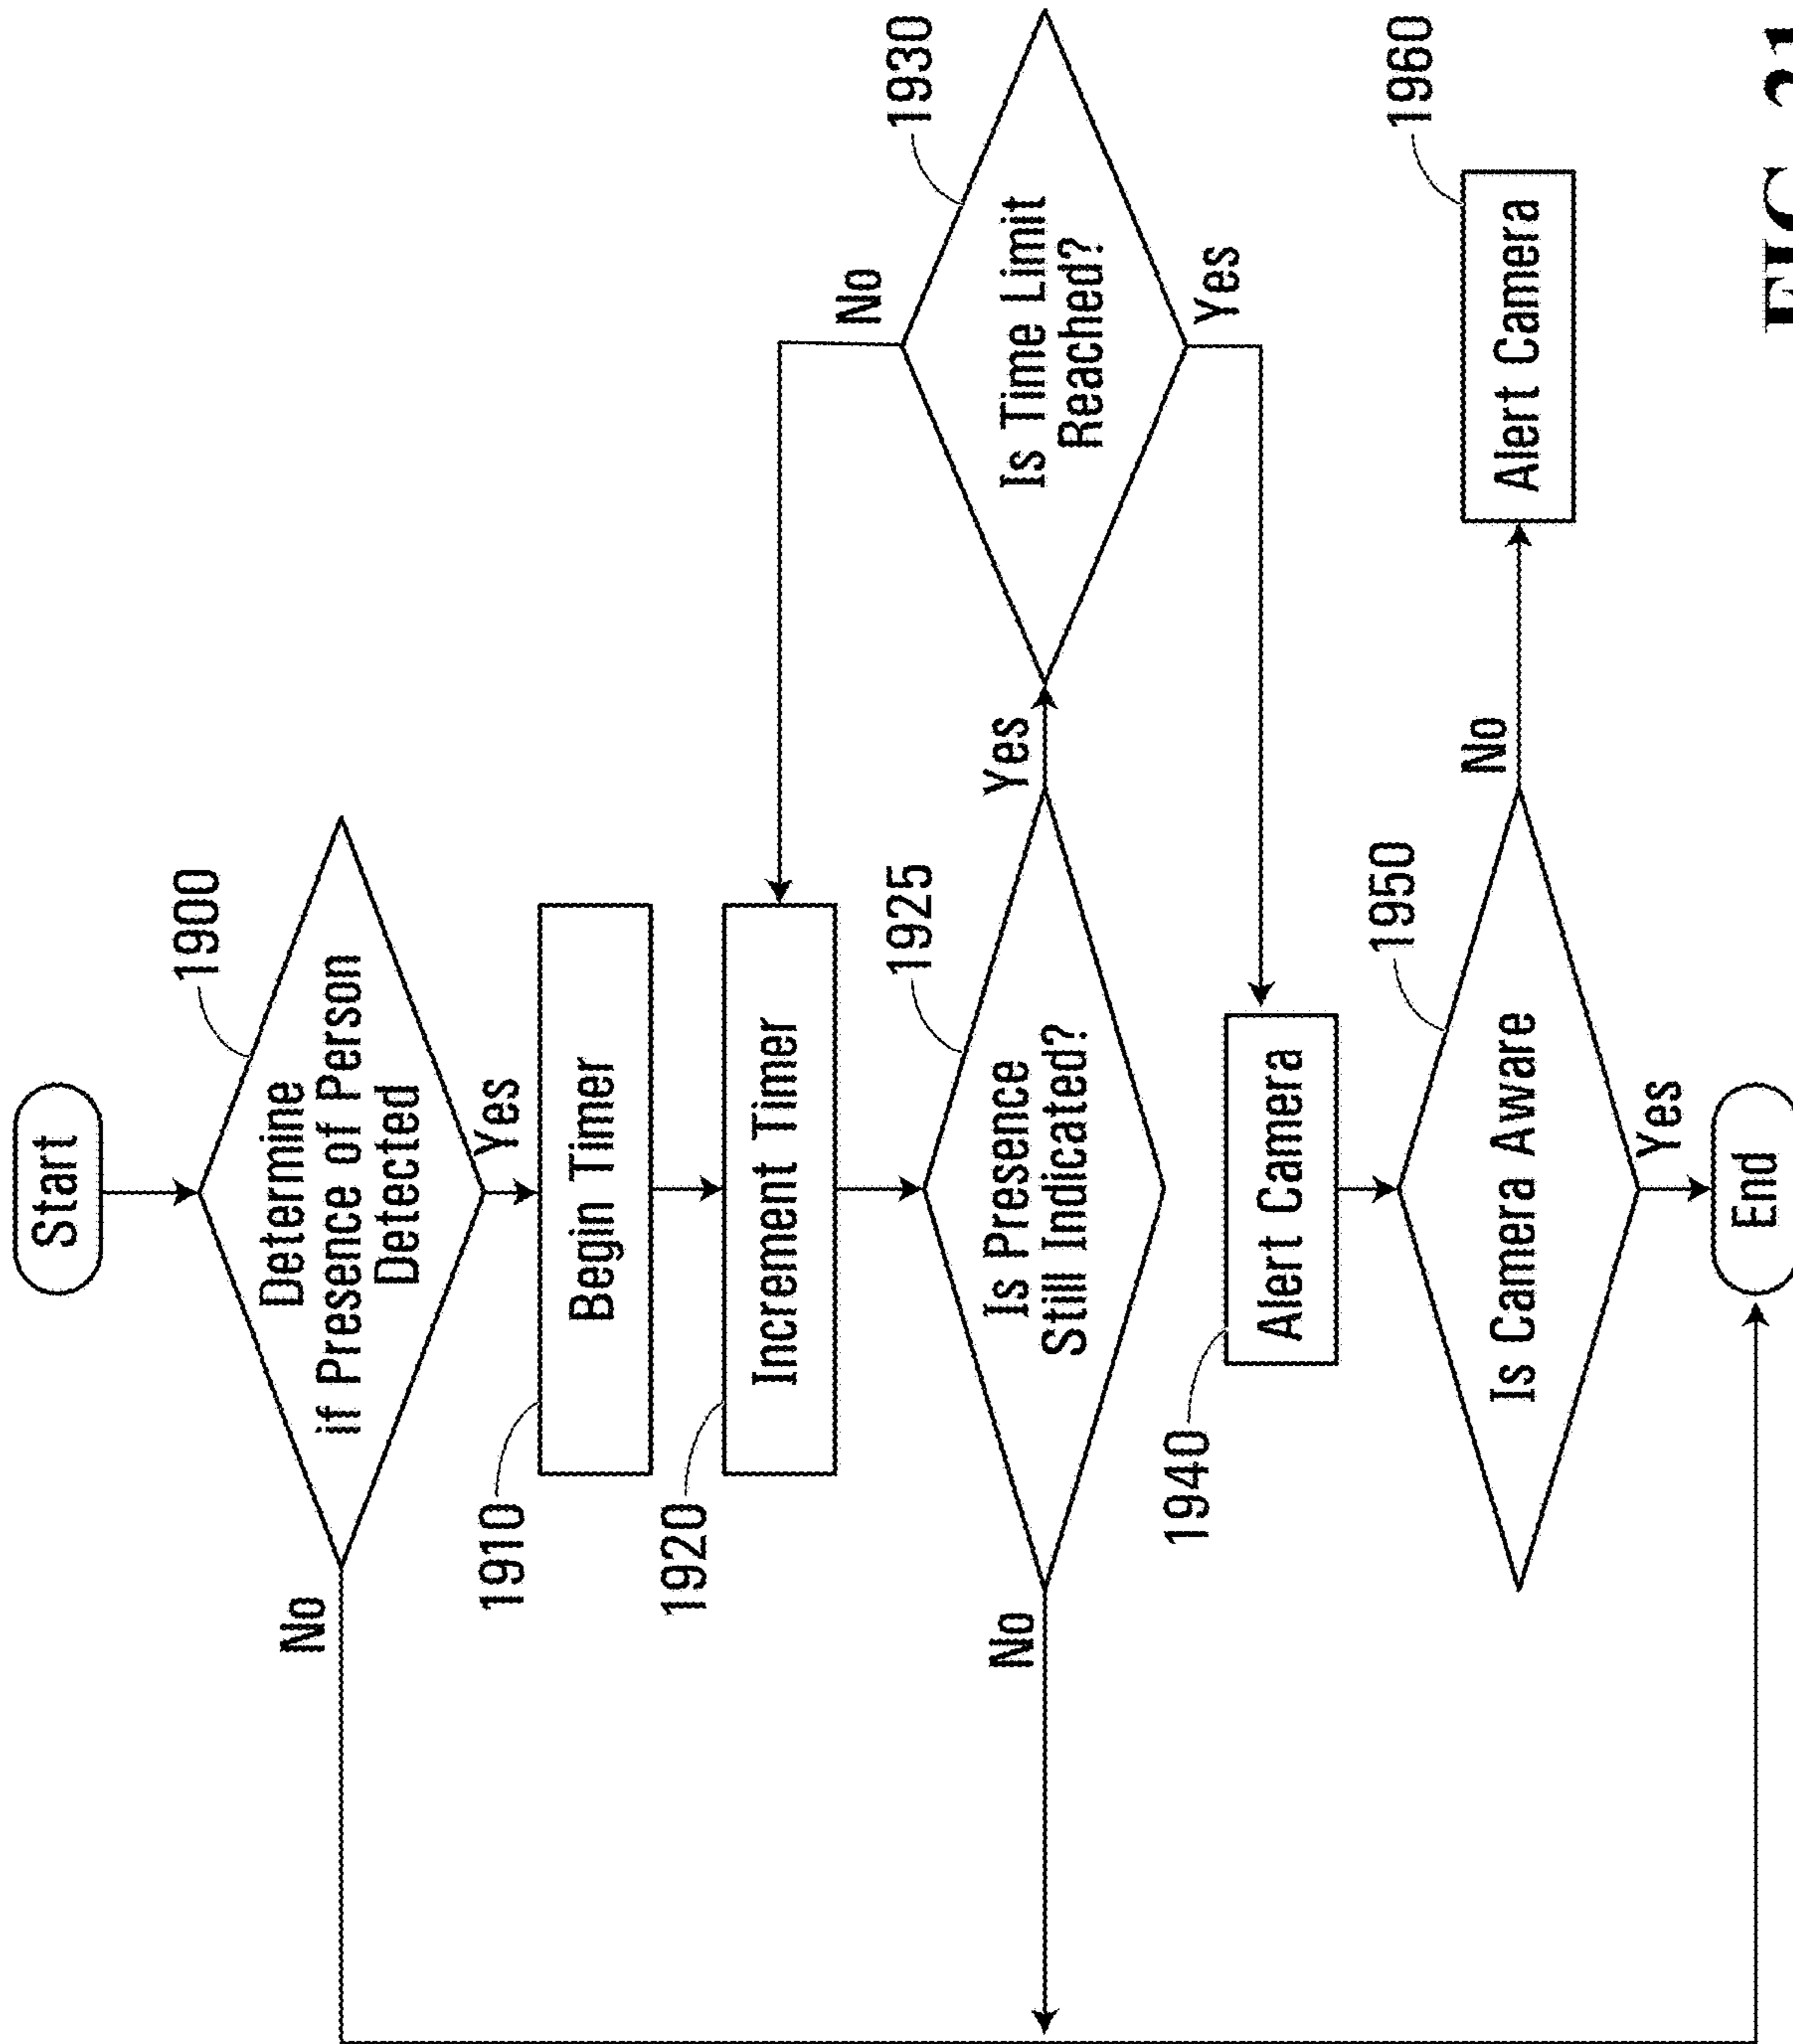 Start
1900
Determine
if Presence of Person
Detected
No
Yes
1910
Begin Timer
1920
Increment Timer
No
1925
Is Presence
Still Indicated?
No
Yes
1930
Is Time Limit
Reached?
Yes
1940
Alert Camera
1950
Is Camera Aware
No
1960
Alert Camera
Yes
End